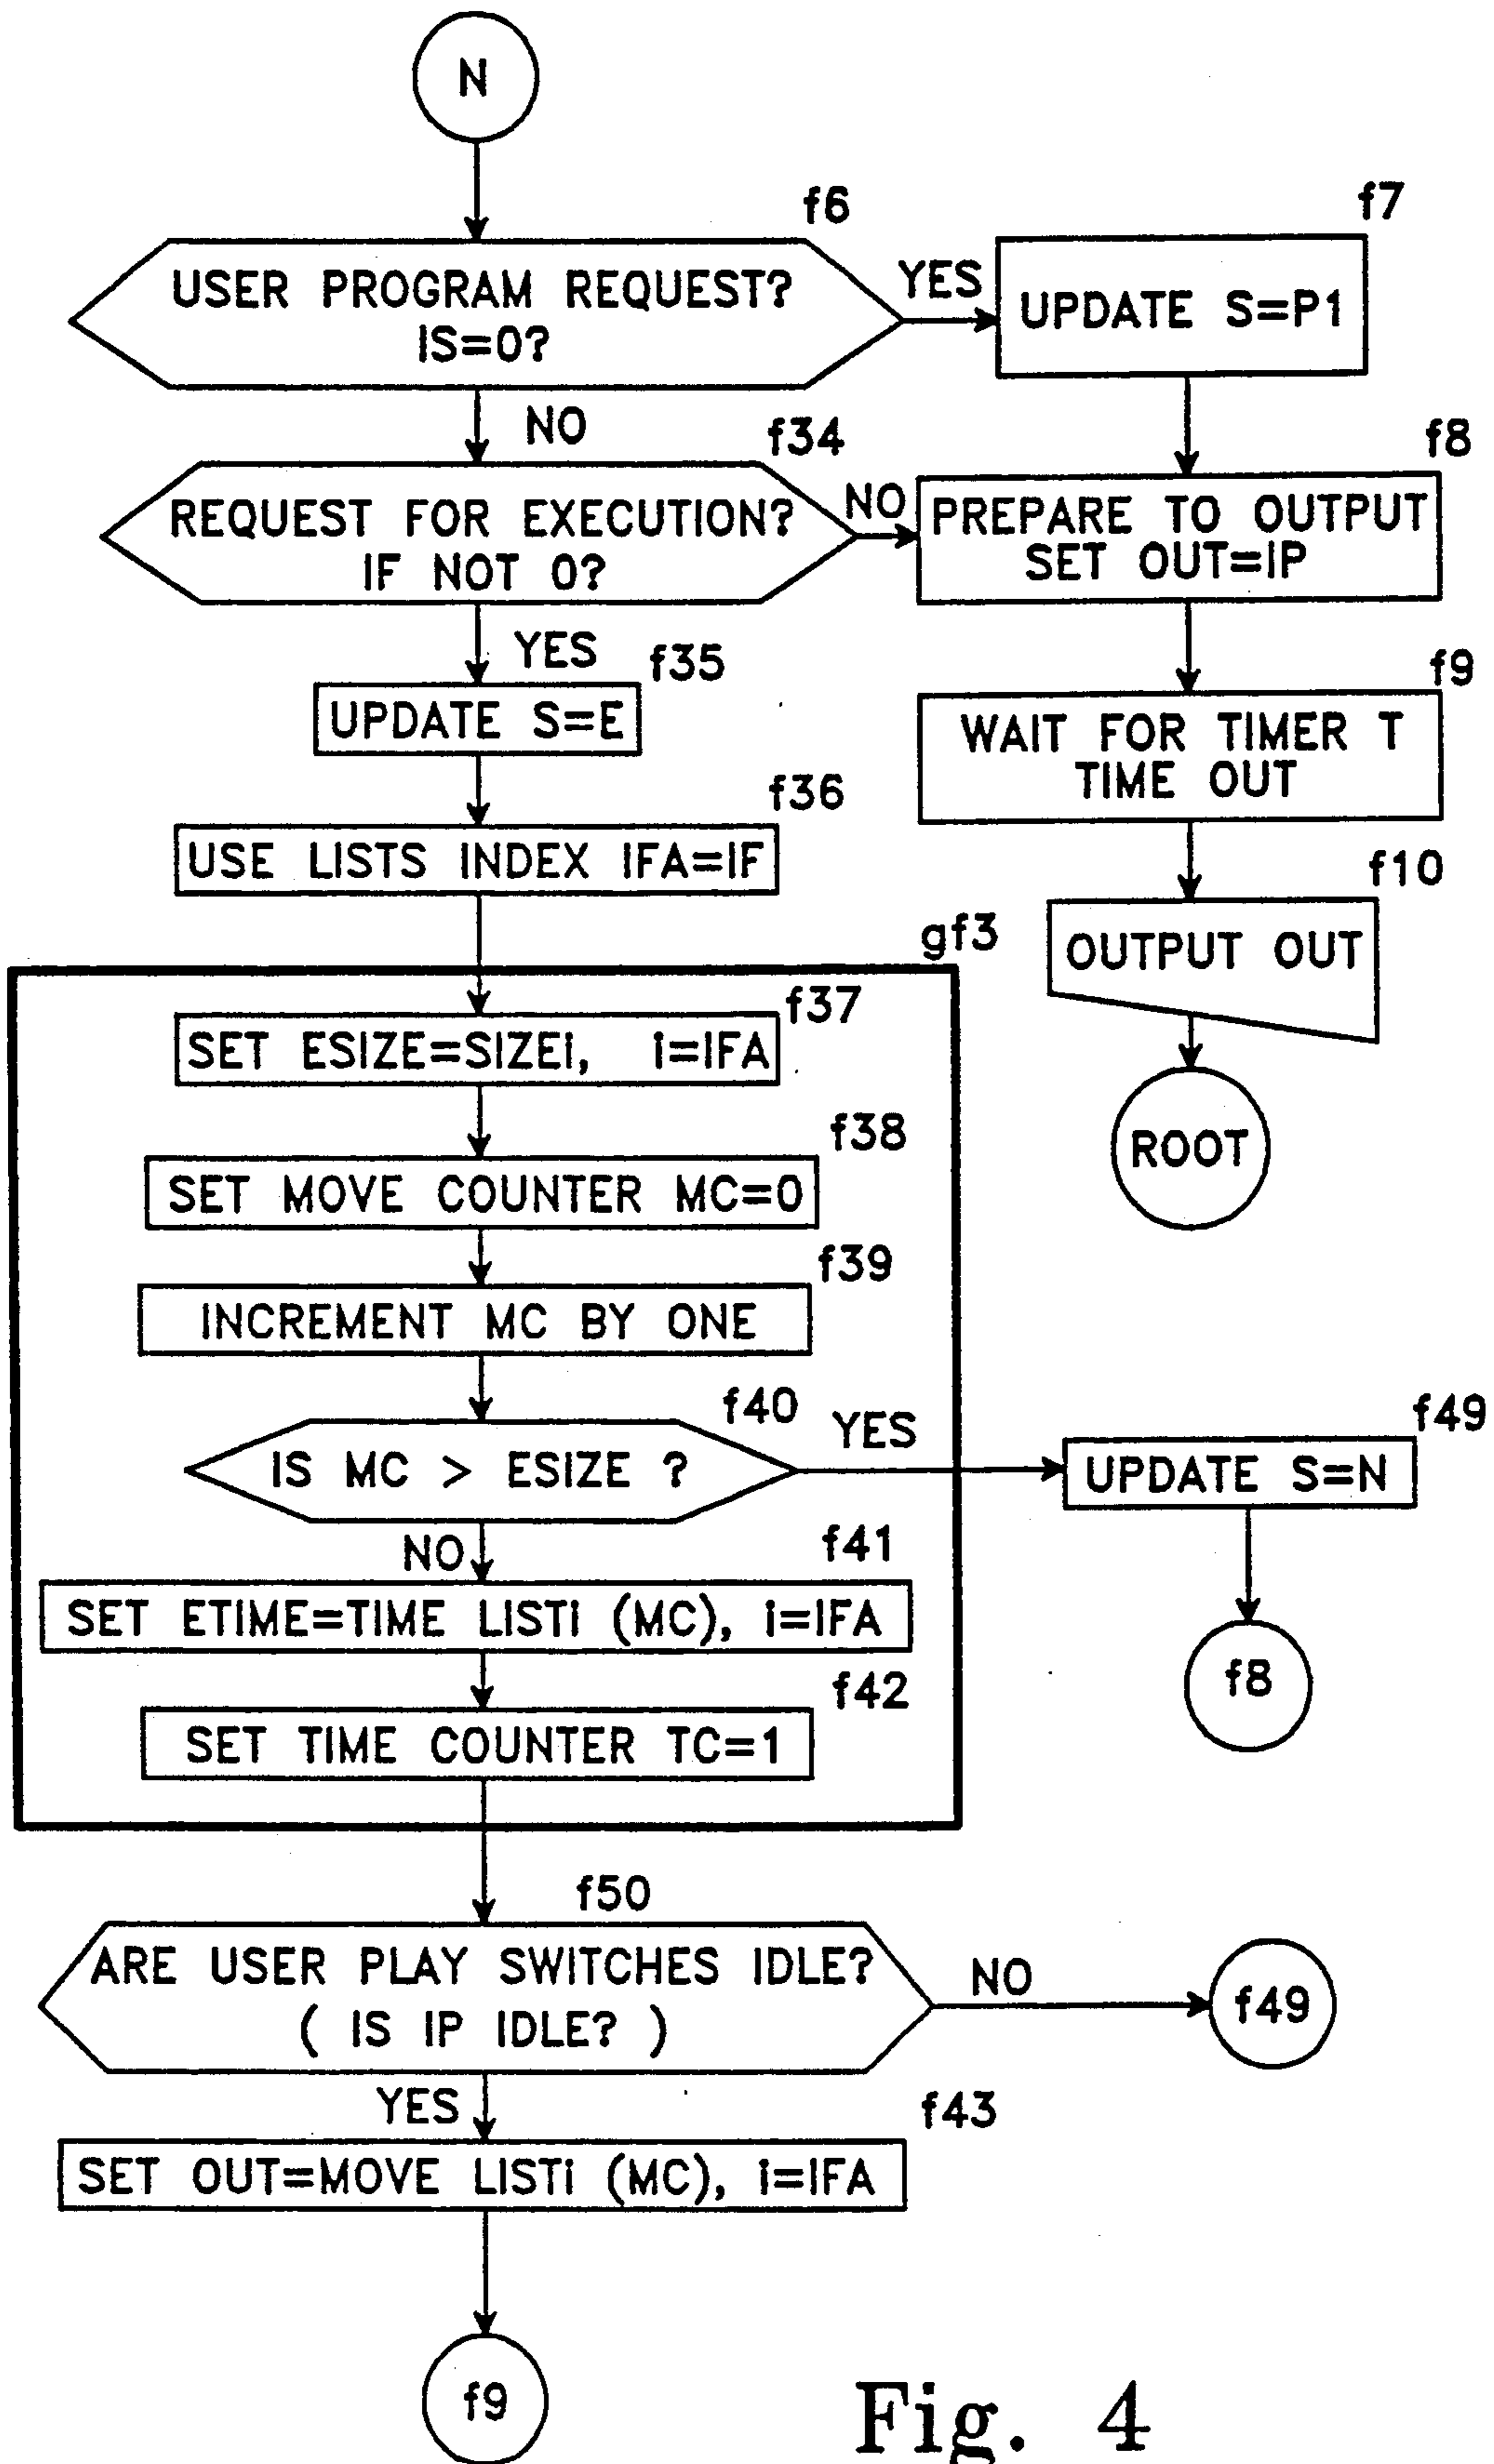 N
f6
USER PROGRAM REQUEST?
IS=0?
YES
f7
UPDATE S=P1
NO
f34
REQUEST FOR EXECUTION?
IF NOT 0?
NO
f8
PREPARE TO OUTPUT
SET OUT=IP
YES
f35
UPDATE S=E
f9
WAIT FOR TIMER T
TIME OUT
f36
USE LISTS INDEX IFA=IF
f10
OUTPUT OUT
ROOT
gf3
f37
SET ESIZE=SIZEi, i=IFA
f38
SET MOVE COUNTER MC=0
f39
INCREMENT MC BY ONE
f40
IS MC > ESIZE ?
YES
f49
UPDATE S=N
f8
NO
f41
SET ETIME=TIME LISTi (MC), i=IFA
f42
SET TIME COUNTER TC=1
f50
ARE USER PLAY SWITCHES IDLE?
( IS IP IDLE? )
NO
f49
YES
f43
SET OUT=MOVE LISTi (MC), i=IFA
f9
Fig. 4